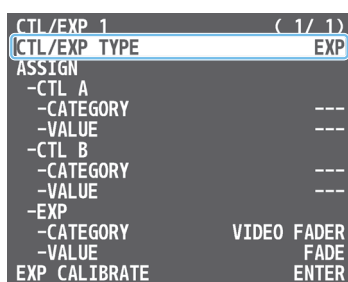 CTL/EXP 1 ( 1/ 1)
CTL/EXP TYPE EXP
ASSIGN
-CTL A
-CATEGORY ---
-VALUE ---
-CTL B
-CATEGORY ---
-VALUE ---
-EXP
-CATEGORY VIDEO FADER
-VALUE FADE
EXP CALIBRATE ENTER